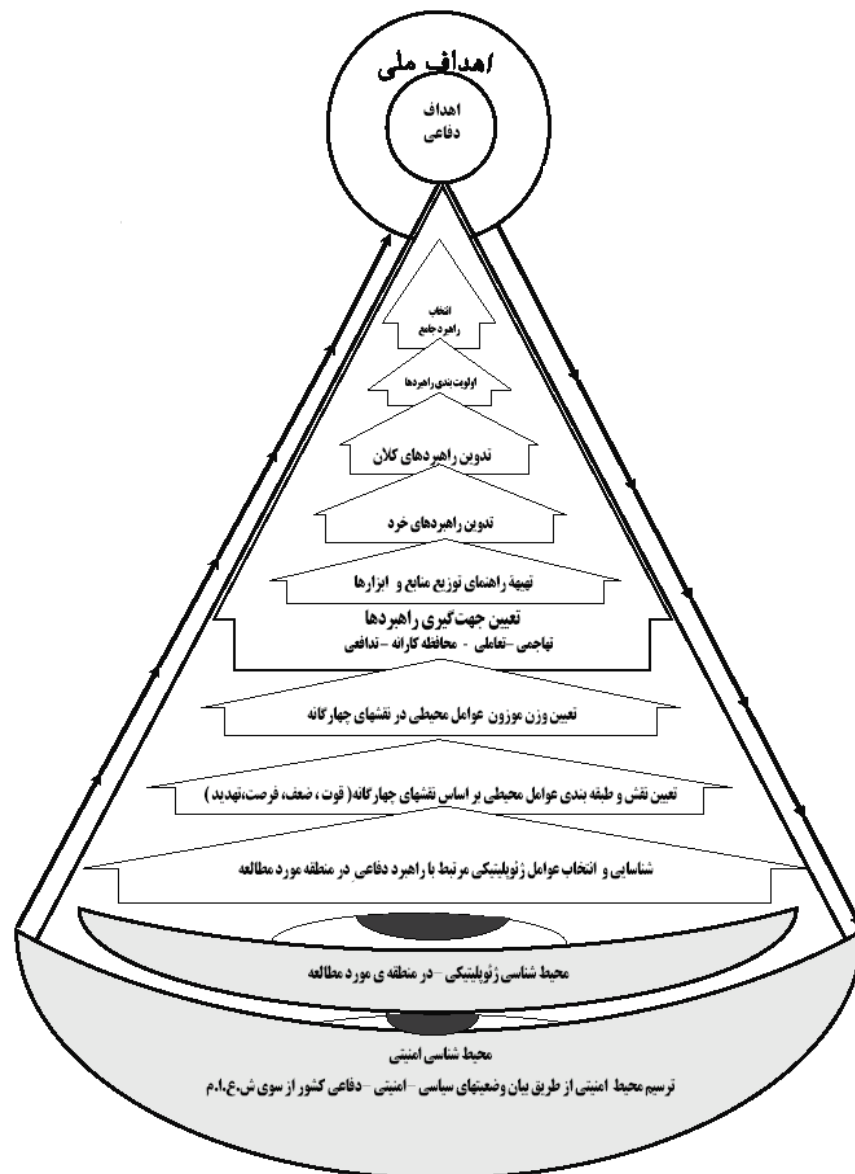 اهداف ملی
اهداف
دفاعی
انتخاب
راهبرد جامع
اولویت بندی راهبردها
تدوین راهبردهای کلان
تدوین راهبردهای خرد
تهیهٔ راهنمای توزیع منابع و ابزارها
تعیین جهت‌گیری راهبردها
تهاجمی – تعاملی - محافظه کارانه – تدافعی
تعیین وزن موزون عوامل محیطی در نقشهای چهارگانه
تعیین نقش و طبقه بندی عوامل محیطی بر اساس نقشهای چهارگانه( قوت ، ضعف، فرصت،تهدید )
شناسایی و انتخاب عوامل ژئوپلیتیکی مرتبط با راهبرد دفاعی در منطقه مورد مطالعه
محیط شناسی ژئوپلیتیکی – در منطقه ی مورد مطالعه
محیط شناسی امنیتی
ترسیم محیط امنیتی از طریق بیان وضعیتهای سیاسی – امنیتی – دفاعی کشور از سوی ش.ع.ا.م